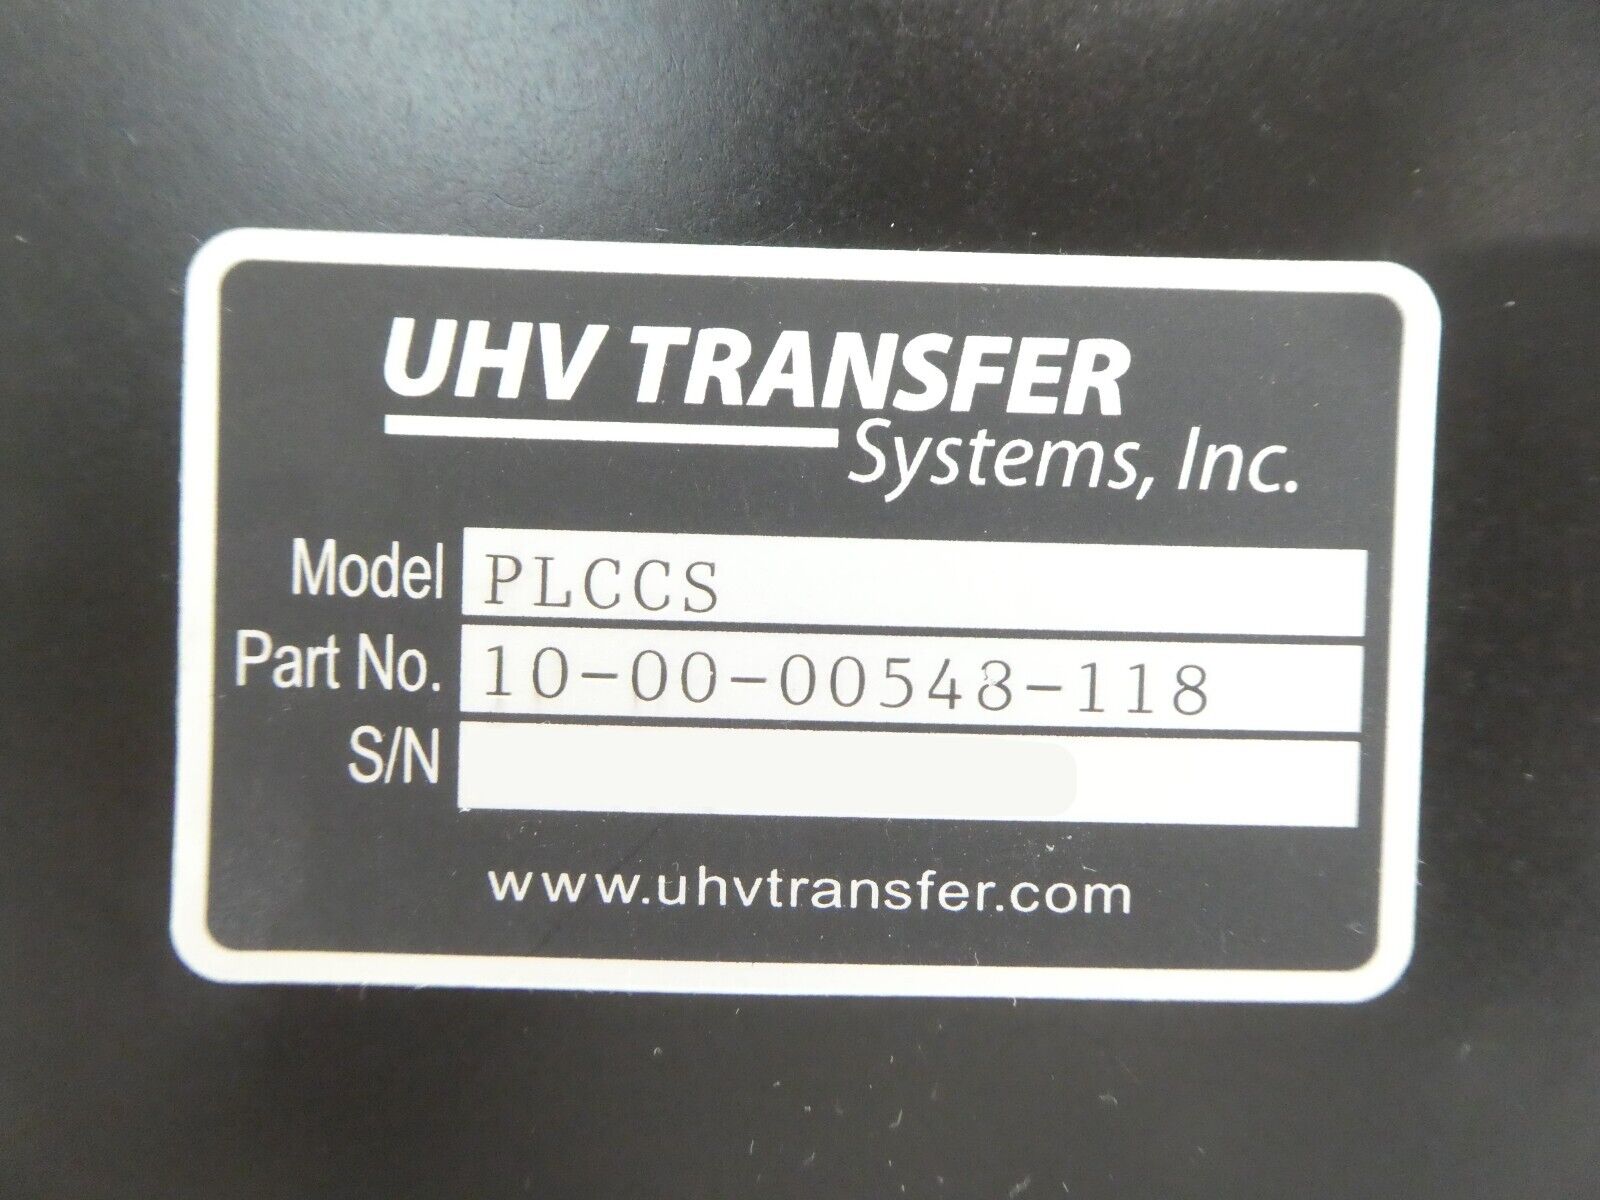 UHV TRANSFER
Systems, Inc.
Model PLCCS
Part No. 10-00-00548-118
S/N
www.uhvtransfer.com